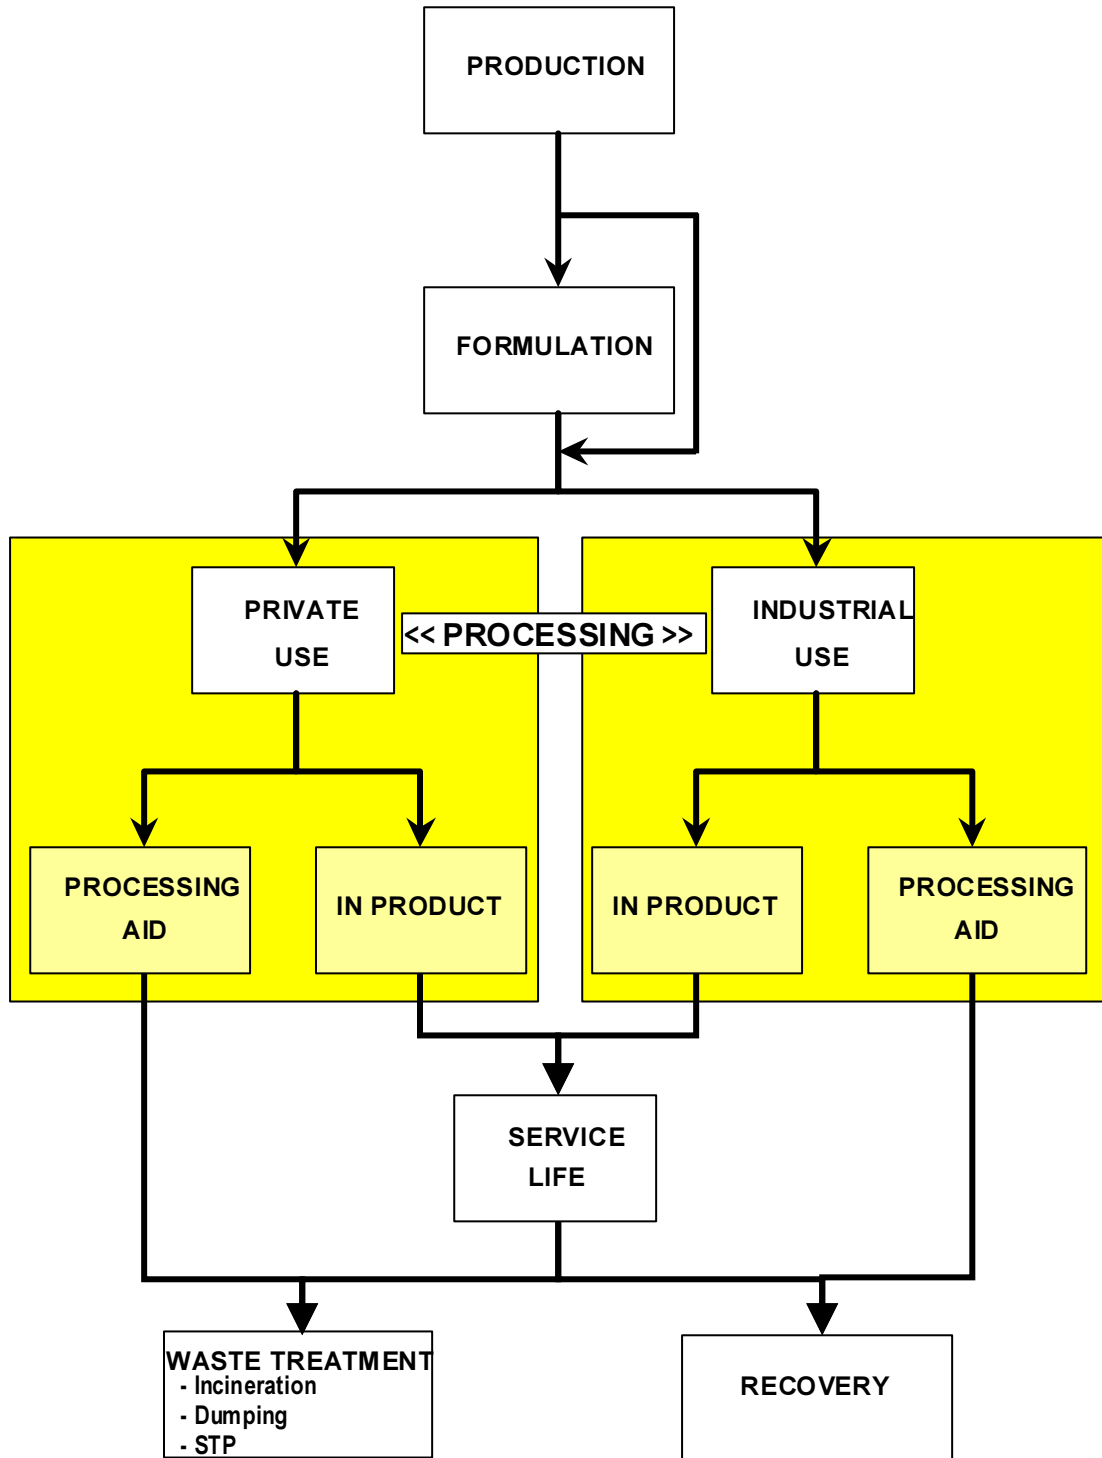 PRODUCTION
FORMULATION
PRIVATE
USE
<< PROCESSING >>
INDUSTRIAL
USE
PROCESSING
AID
IN PRODUCT
IN PRODUCT
PROCESSING
AID
SERVICE
LIFE
WASTE TREATMENT
- Incineration
- Dumping
- STP
RECOVERY